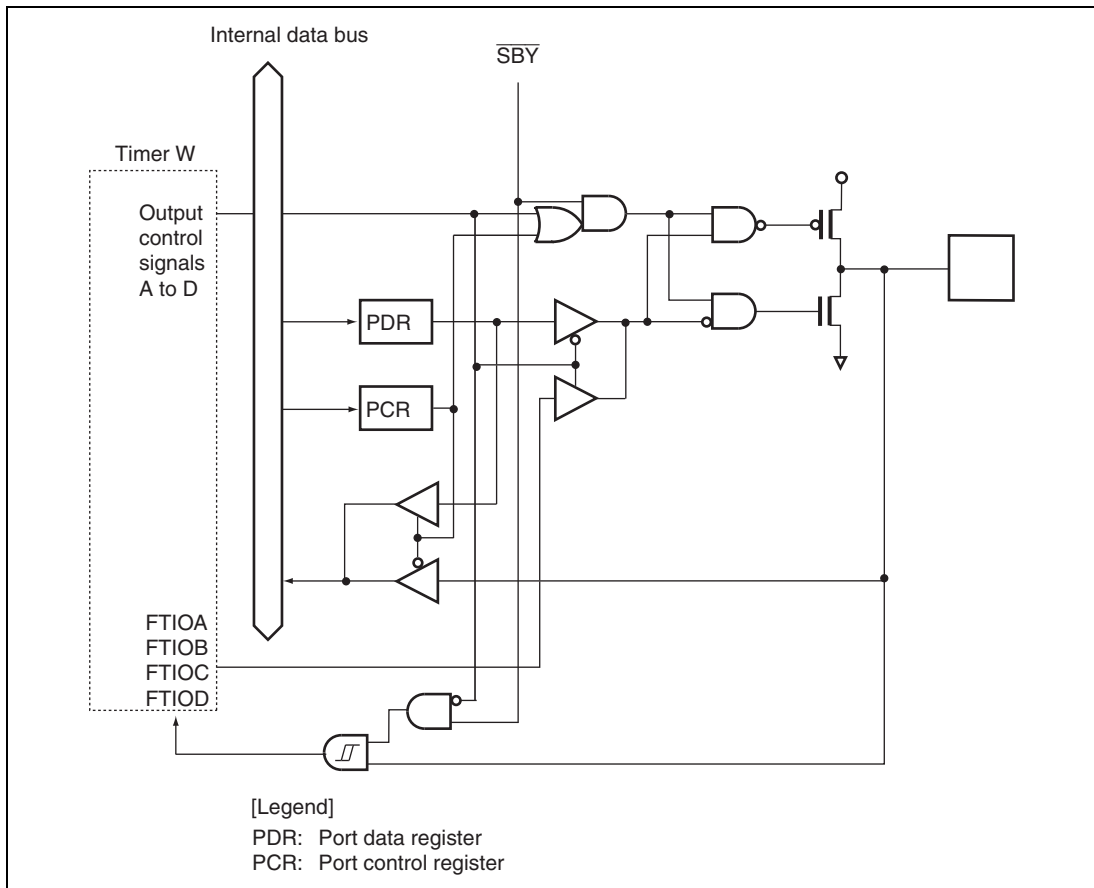 Internal data bus
SBY
Timer W
Output
control
signals
A to D
PDR
PCR
FTIOA
FTIOB
FTIOC
FTIOD
[Legend]
PDR: Port data register
PCR: Port control register